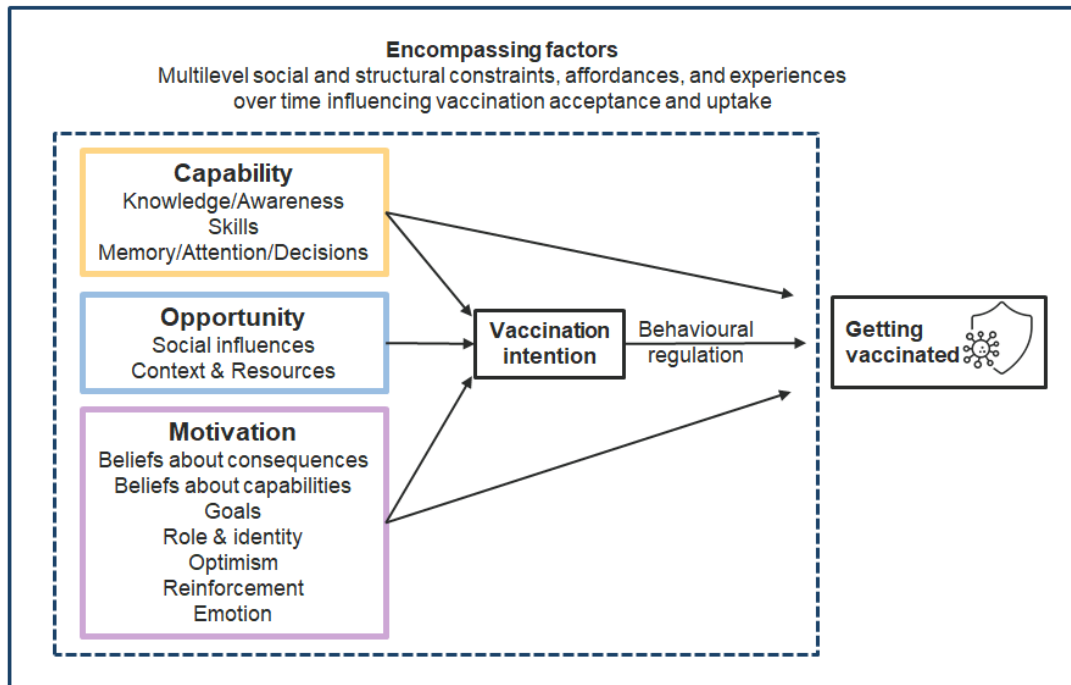 Encompassing factors
Multilevel social and structural constraints, affordances, and experiences
over time influencing vaccination acceptance and uptake
Capability
Knowledge/Awareness
Skills
Memory/Attention/Decisions
Opportunity
Social influences
Context & Resources
Motivation
Beliefs about consequences
Beliefs about capabilities
Goals
Role & identity
Optimism
Reinforcement
Emotion
Vaccination
intention
Behavioural
regulation
Getting
vaccinated